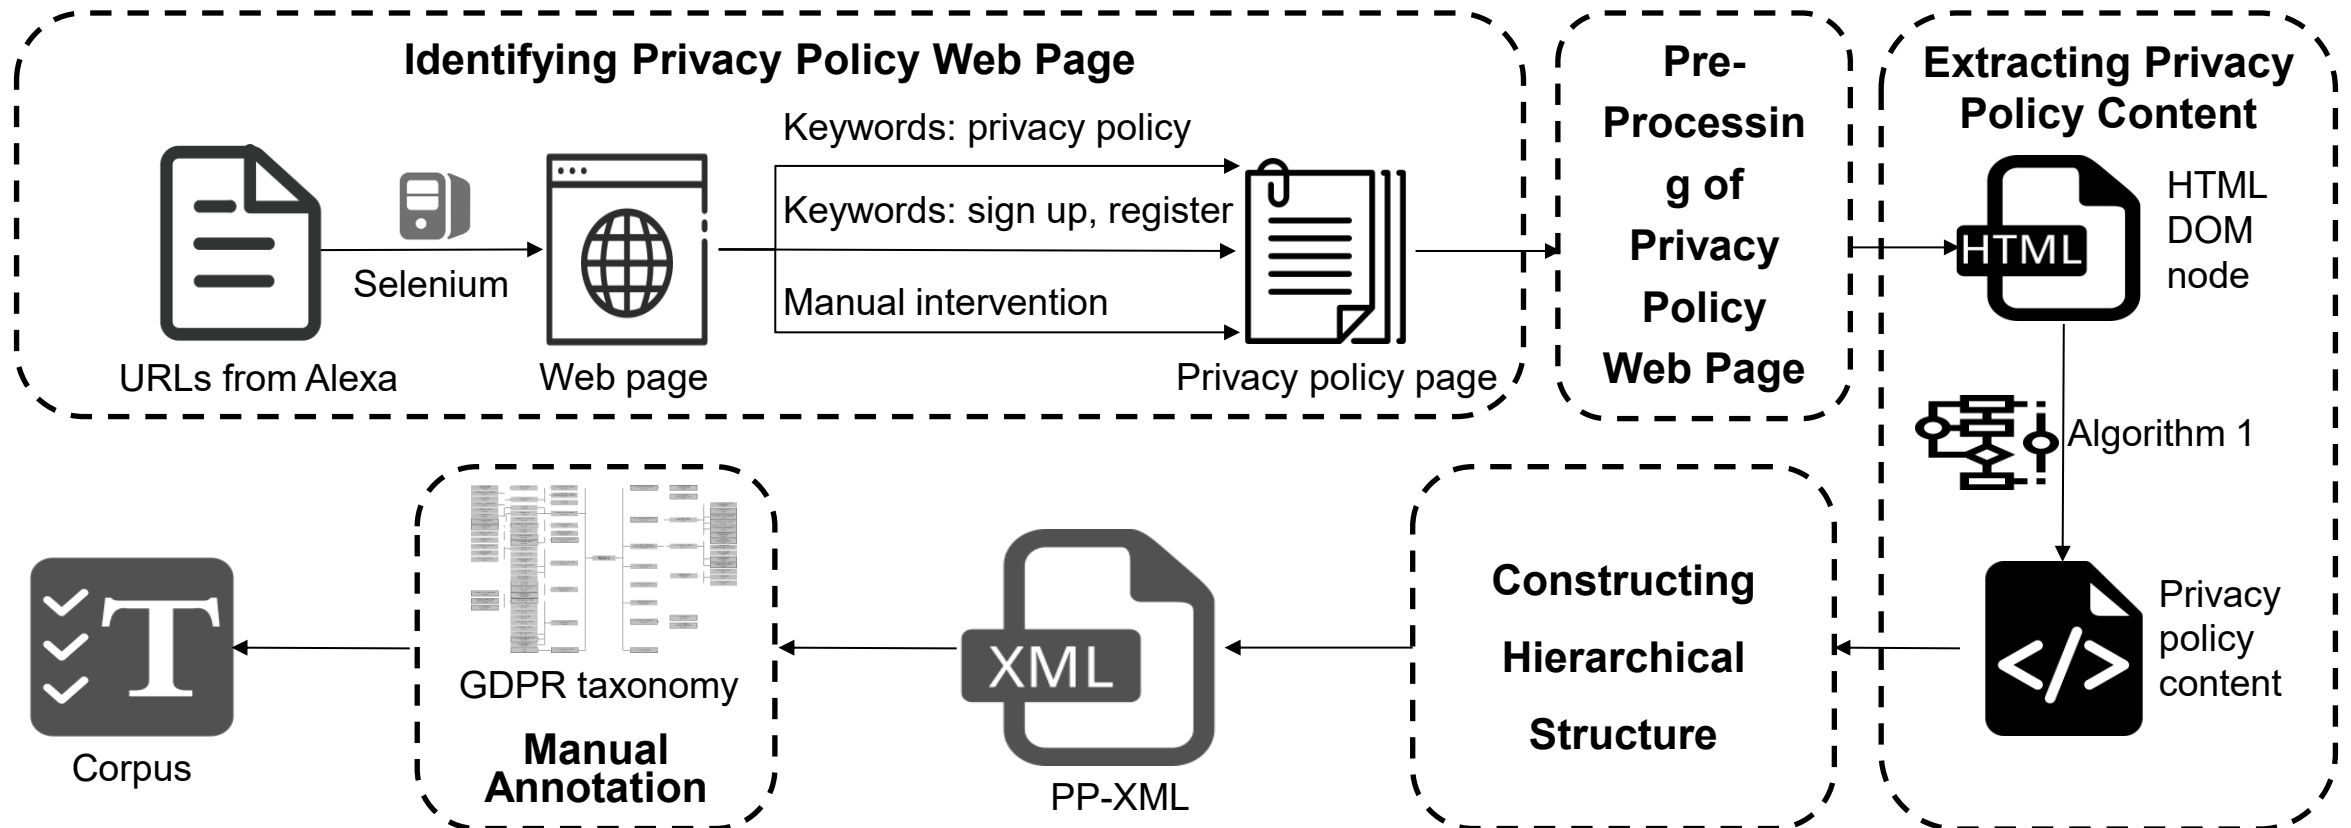 Identifying Privacy Policy Web Page
Keywords: privacy policy
Keywords: sign up, register
Manual intervention
Selenium
URLs from Alexa
Web page
Privacy policy page
Pre-
Processin
g of
Privacy
Policy
Web Page
Extracting Privacy
Policy Content
HTML
HTML
DOM
node
Algorithm 1
Privacy
policy
content
Constructing
Hierarchical
Structure
XML
PP-XML
GDPR taxonomy
Manual
Annotation
T
Corpus